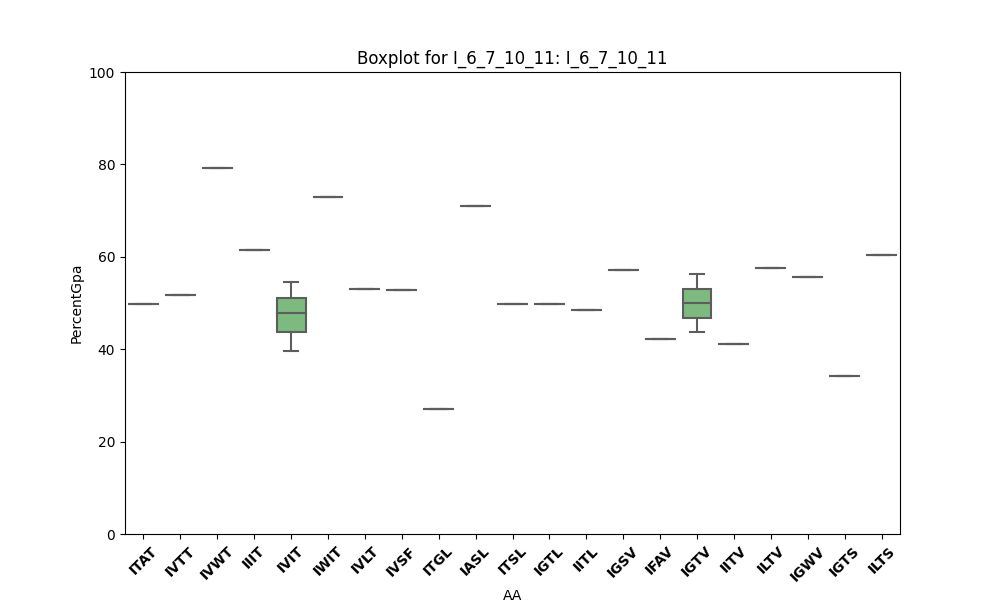 Boxplot for I_6_7_10_11: I_6_7_10_11
100
80
60
40
20
0
PercentGpa
ITAT IVTT IVWT IIIT IVIT IWIT IVLT IVSF ITGL IASL ITSL IGTL IITL IGSV IFAV IGTV IITV ILTV IGWV IGTS ILTS
AA